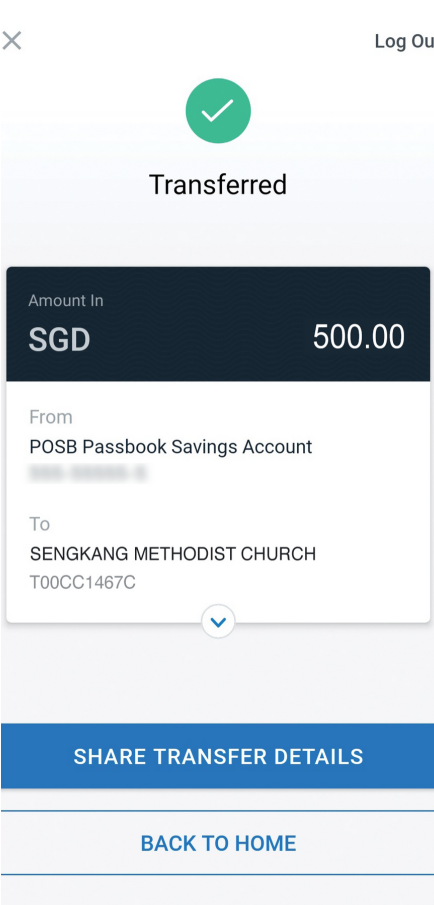 Log Ou
Transferred
Amount In
SGD 500.00
From
POSB Passbook Savings Account
To
SENGKANG METHODIST CHURCH
T00CC1467C
SHARE TRANSFER DETAILS
BACK TO HOME